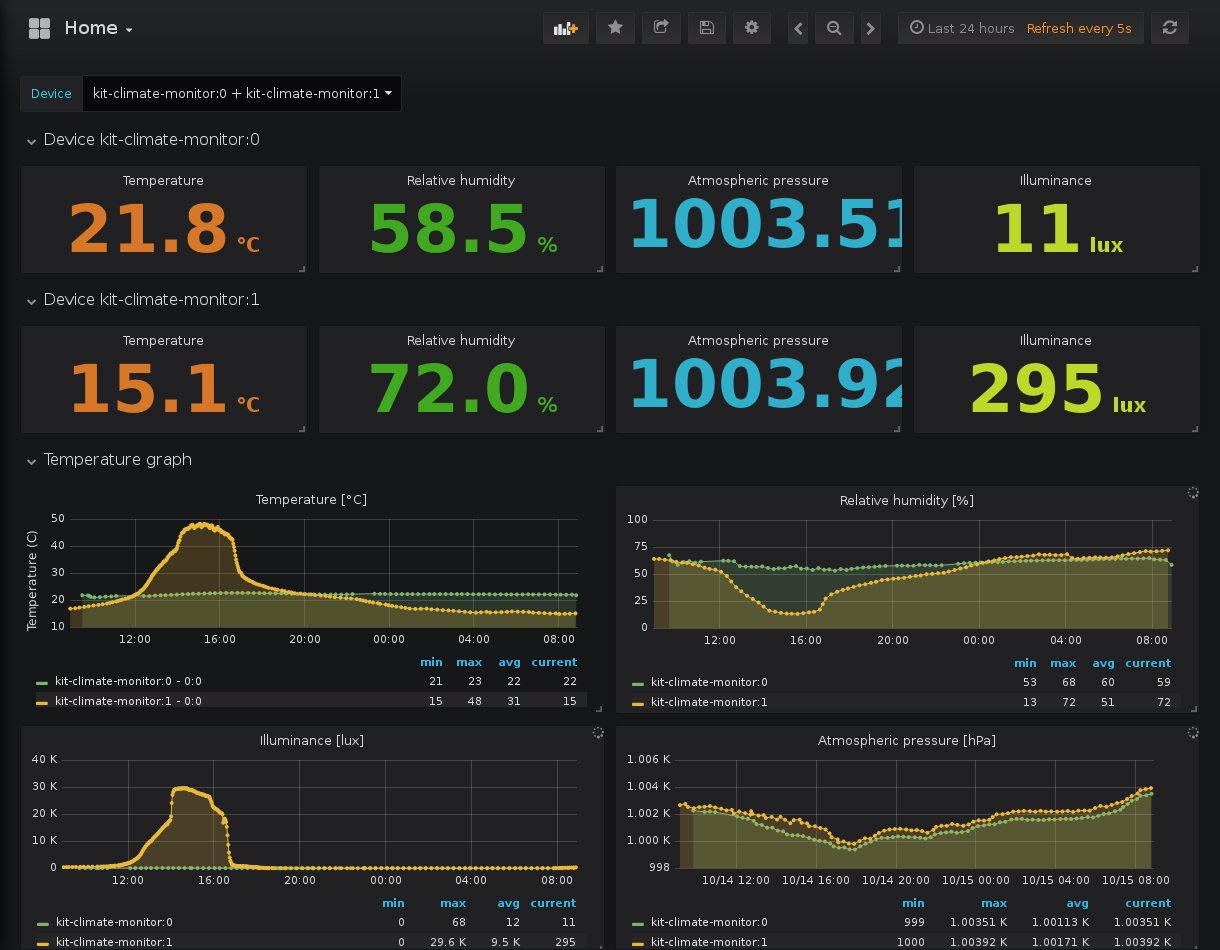 Home
Last 24 hours Refresh every 5s
Device kit-climate-monitor:0 + kit-climate-monitor:1
Device kit-climate-monitor:0
Temperature Relative humidity Atmospheric pressure Illuminance
21.8 °C 58.5 % 1003.51 11 lux
Device kit-climate-monitor:1
Temperature Relative humidity Atmospheric pressure Illuminance
15.1 °C 72.0 % 1003.92 295 lux
Temperature graph
Temperature [°C]
Temperature (C)
50
40
30
20
10
12:00 16:00 20:00 00:00 04:00 08:00
min max avg current
kit-climate-monitor:0 - 0:0 21 23 22 22
kit-climate-monitor:1 - 0:0 15 48 31 15
Relative humidity [%]
100
75
50
25
0
12:00 16:00 20:00 00:00 04:00 08:00
min max avg current
kit-climate-monitor:0 53 68 60 59
kit-climate-monitor:1 13 72 51 72
Illuminance [lux]
40 K
30 K
20 K
10 K
0
12:00 16:00 20:00 00:00 04:00 08:00
min max avg current
kit-climate-monitor:0 0 68 12 11
kit-climate-monitor:1 0 29.6 K 9.5 K 295
Atmospheric pressure [hPa]
1.006 K
1.004 K
1.002 K
1.000 K
998
10/14 12:00 10/14 16:00 10/14 20:00 10/15 00:00 10/15 04:00 10/15 08:00
min max avg current
kit-climate-monitor:0 999 1.00351 K 1.00113 K 1.00351 K
kit-climate-monitor:1 1000 1.00392 K 1.00171 K 1.00392 K